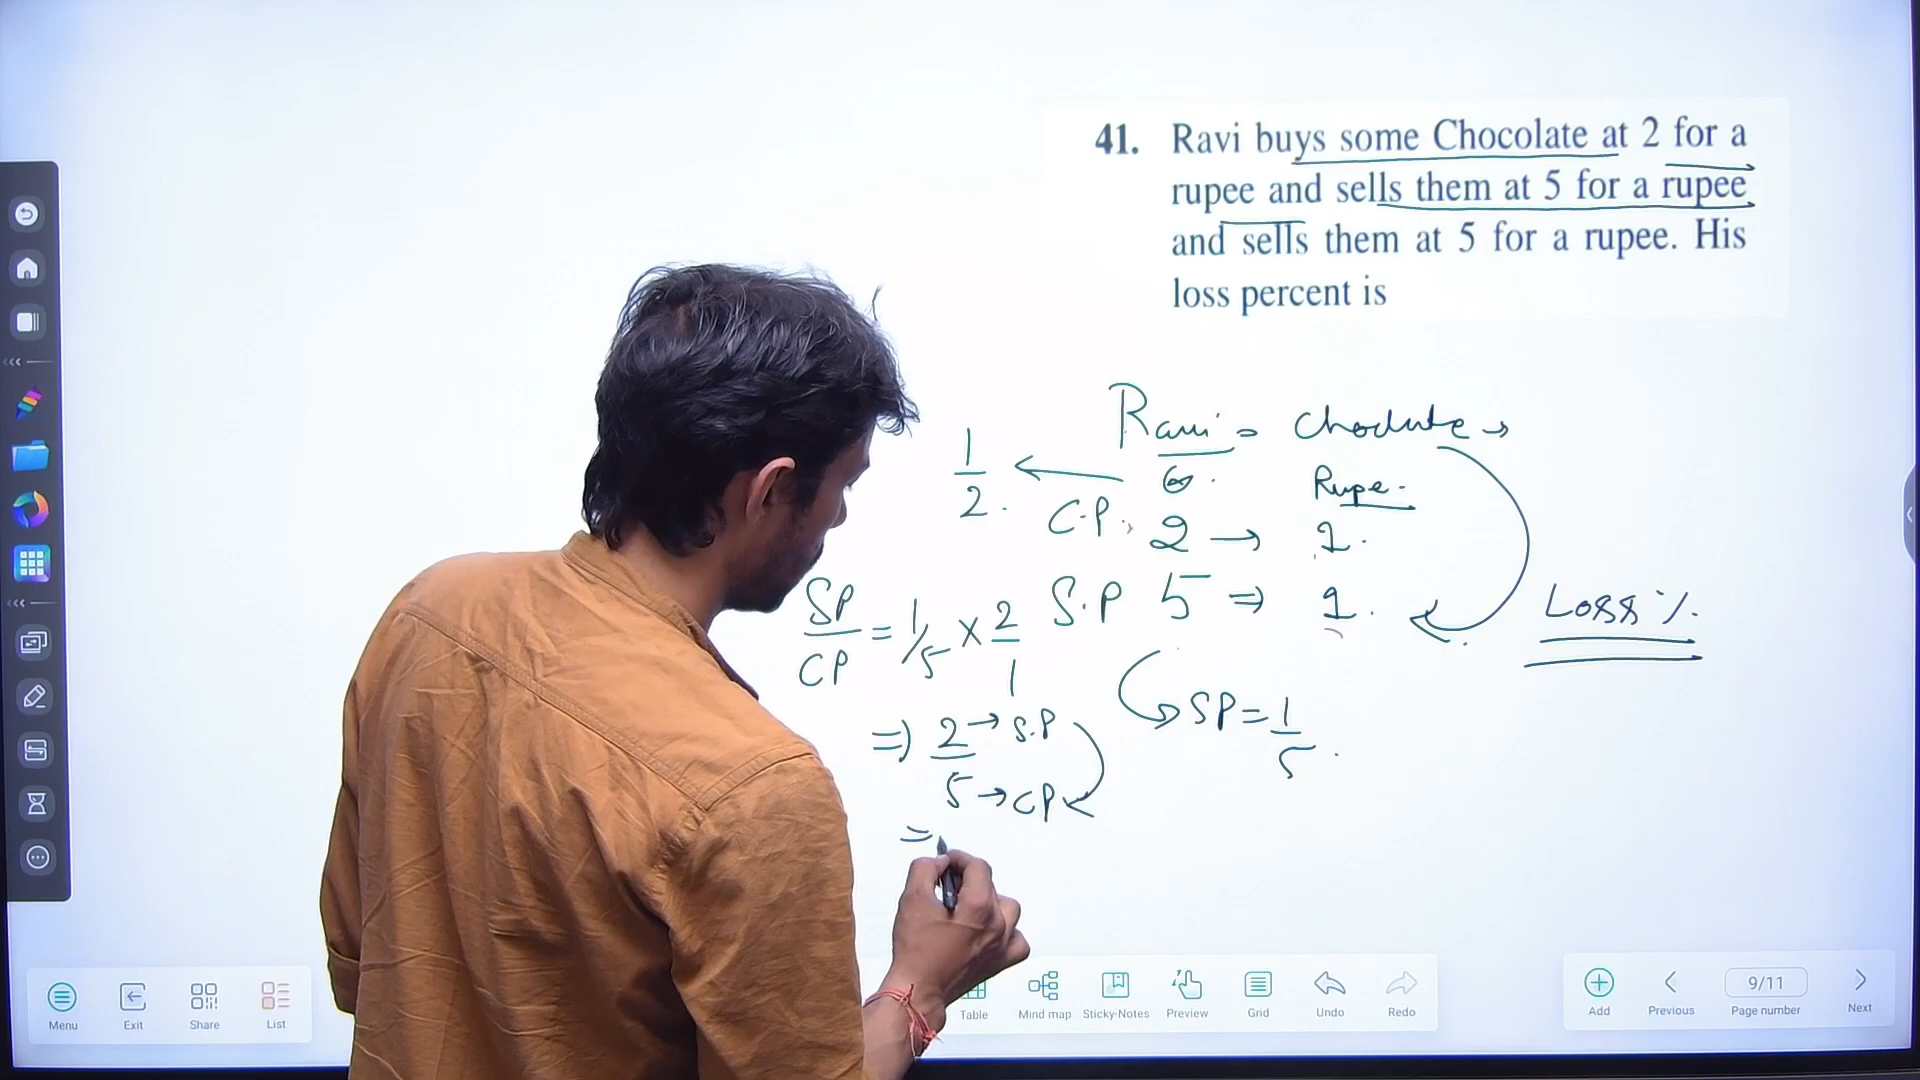 41. Ravi buys some Chocolate at 2 for a
rupee and sells them at 5 for a rupee
and sells them at 5 for a rupee. His
loss percent is
Ravi =
1/2
Rupe.
C.P. 2 → 1.
SP/CP = 1/5 × 2/1
S.P 5 ⇒ 1.
Loss %
⇒ 2/5
→ S.P
→ CP
SP = 1/5.
=
Menu
Exit
Share
List
Table
Mind map
Sticky-Notes
Preview
Grid
Undo
Redo
Add
Previous
9/11
Page number
Next